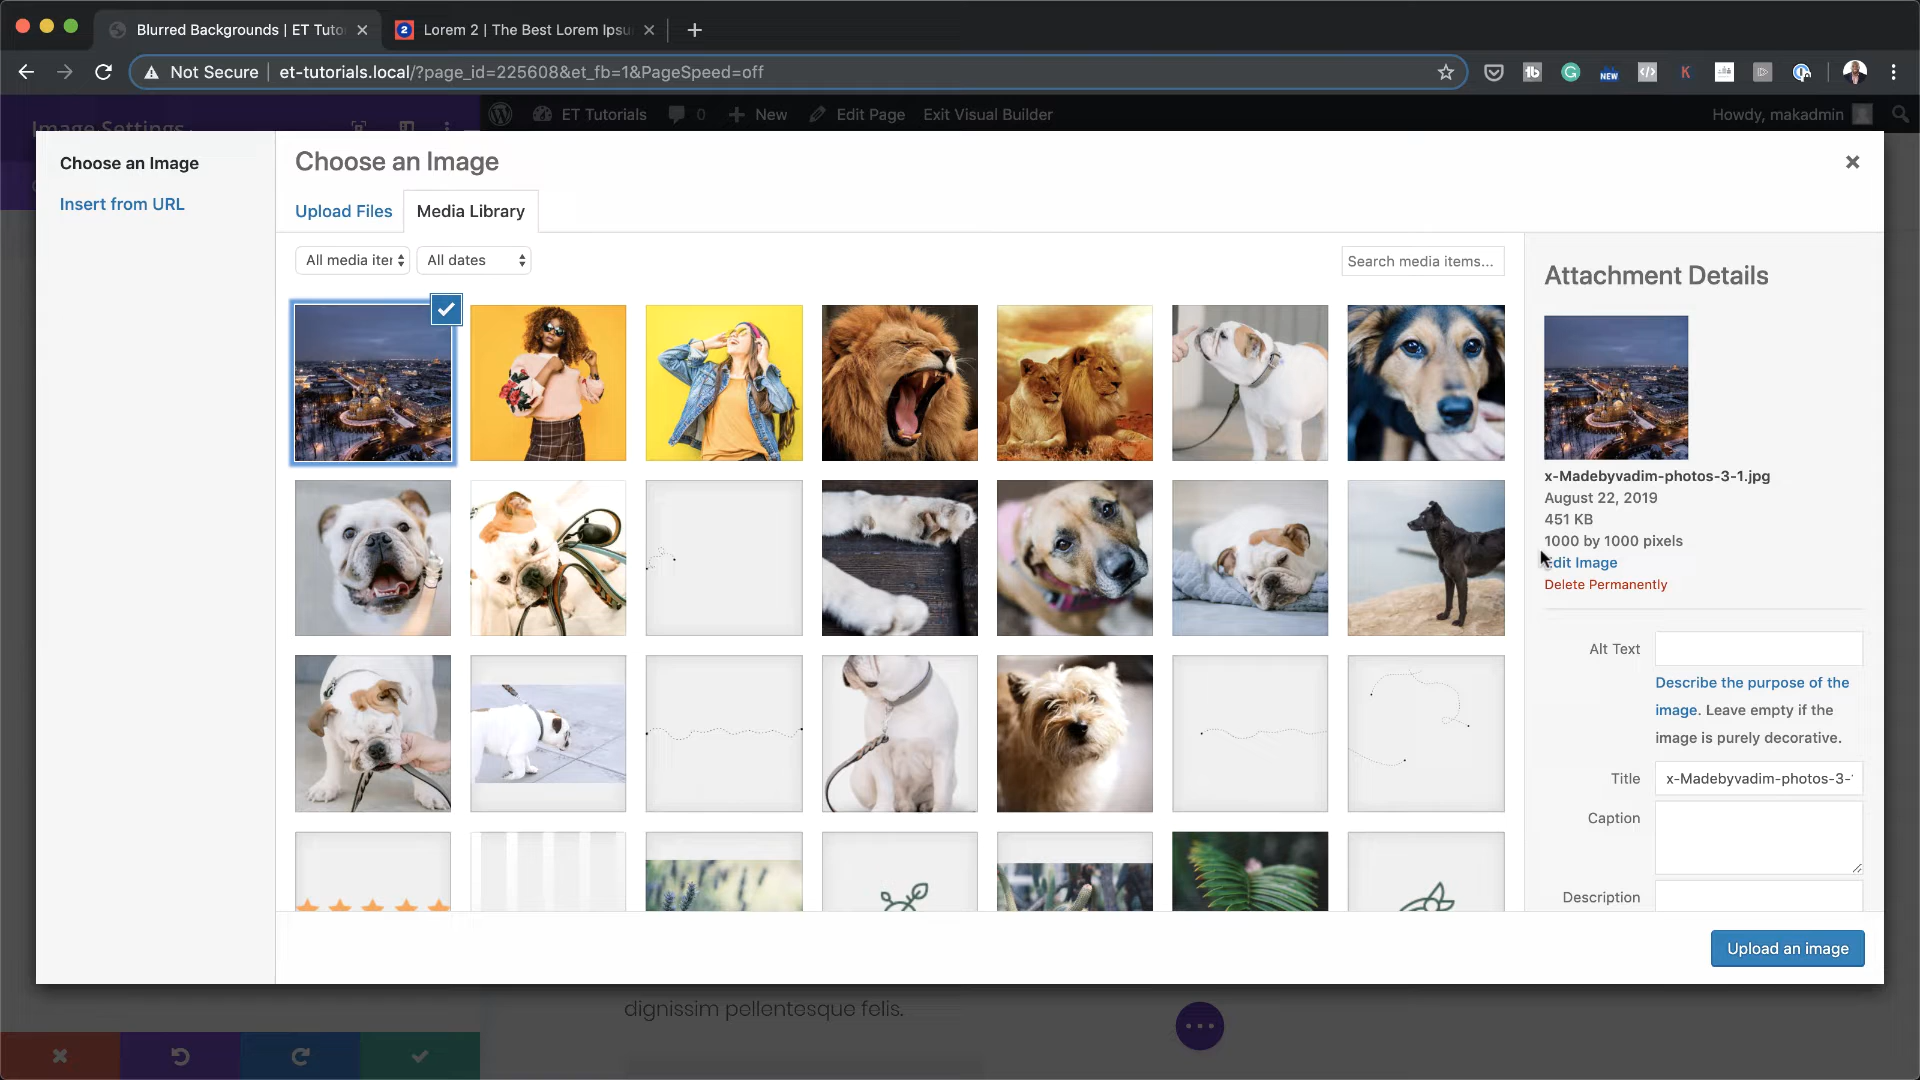 Blurred Backgrounds | ET Tuto
Lorem 2 | The Best Lorem Ipsu
Not Secure
et-tutorials.local/?page_id=225608&et_fb=1&PageSpeed=off
NEW
Image Settings
ET Tutorials
0
New
Edit Page
Exit Visual Builder
Howdy, makadmin
Choose an Image
Insert from URL
Choose an Image
Upload Files
Media Library
All media iter
All dates
Search media items...
Attachment Details
x-Madebyvadim-photos-3-1.jpg
August 22, 2019
451 KB
1000 by 1000 pixels
Edit Image
Delete Permanently
Alt Text
Describe the purpose of the
image. Leave empty if the
image is purely decorative.
Title
x-Madebyvadim-photos-3-
Caption
Description
Upload an image
dignissim pellentesque felis.